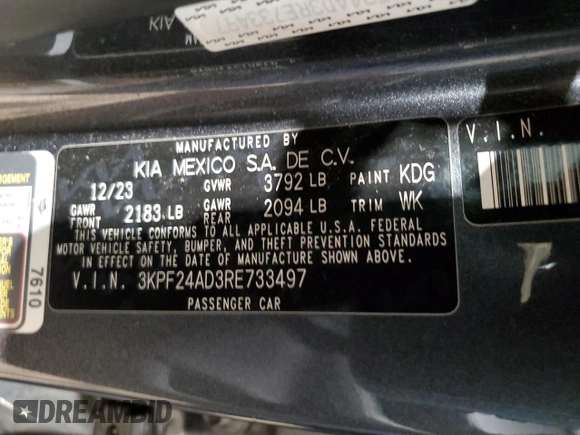 MANUFACTURED BY
KIA MEXICO S.A. DE C.V.
12/23 GVWR 3792 LB PAINT KDG
GAWR FRONT 2183 LB GAWR REAR 2094 LB TRIM WK
THIS VEHICLE CONFORMS TO ALL APPLICABLE U.S.A. FEDERAL
MOTOR VEHICLE SAFETY, BUMPER, AND THEFT PREVENTION STANDARDS
IN EFFECT ON THE DATE OF MANUFACTURE SHOWN ABOVE.
V.I.N. 3KPF24AD3RE733497
PASSENGER CAR
V.I.N.
7610
DREAMBID